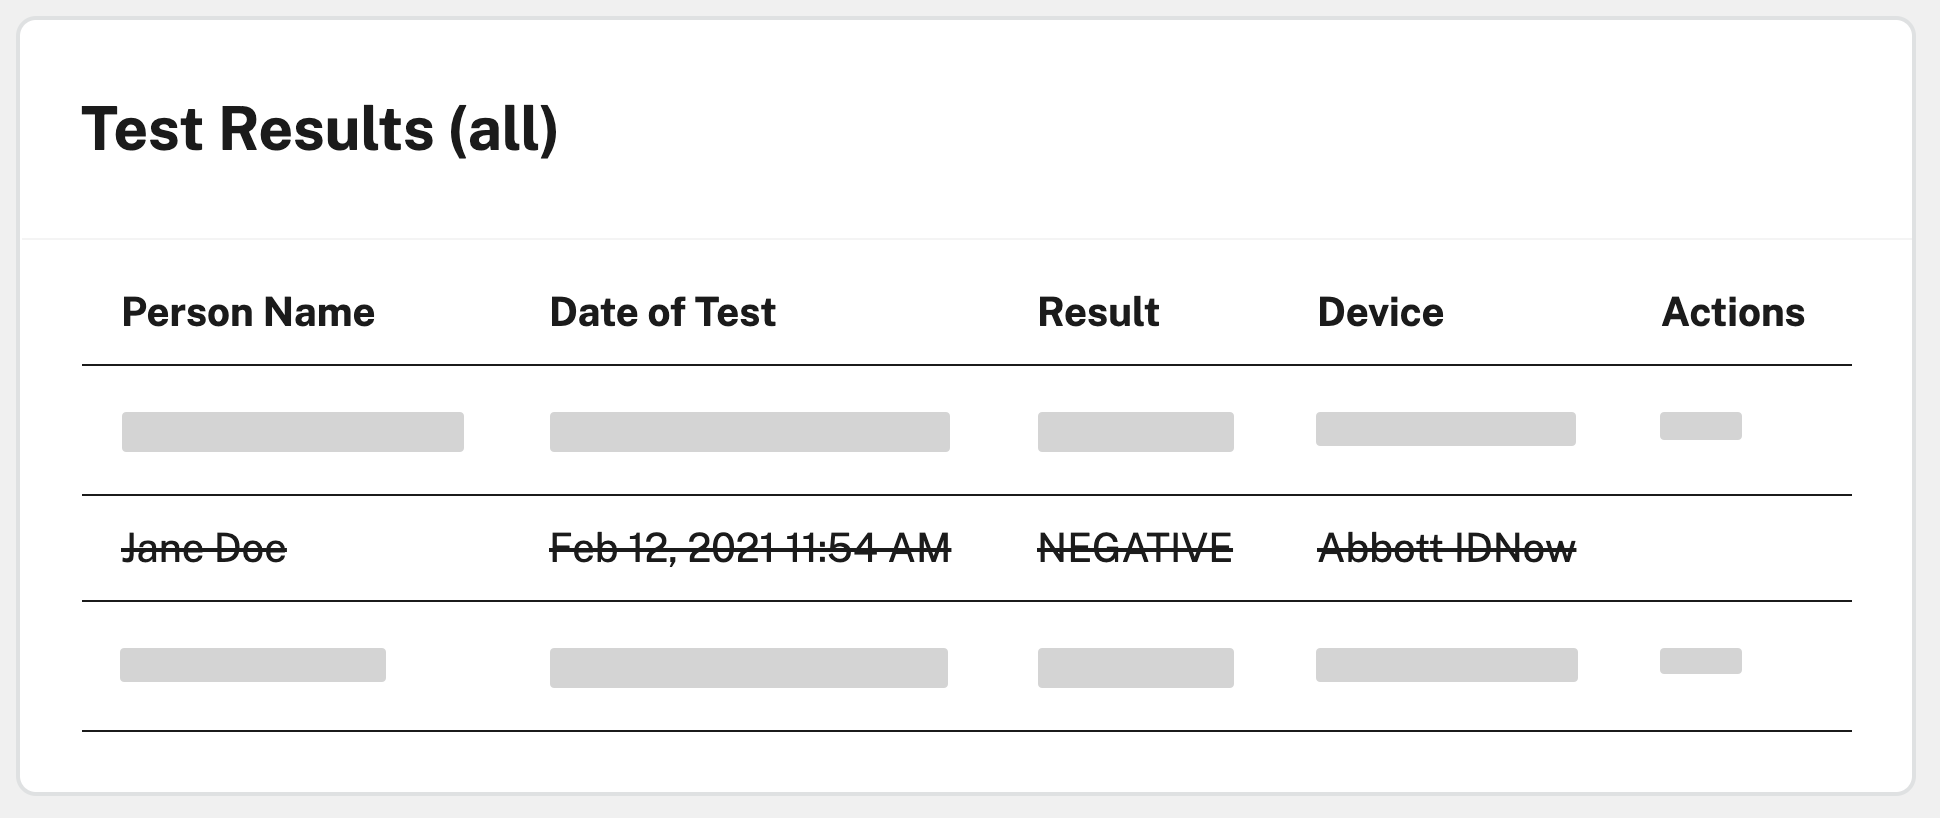 Test Results (all)
Person Name Date of Test Result Device Actions
Jane Doe Feb 12, 2021 11:54 AM NEGATIVE Abbott IDNow